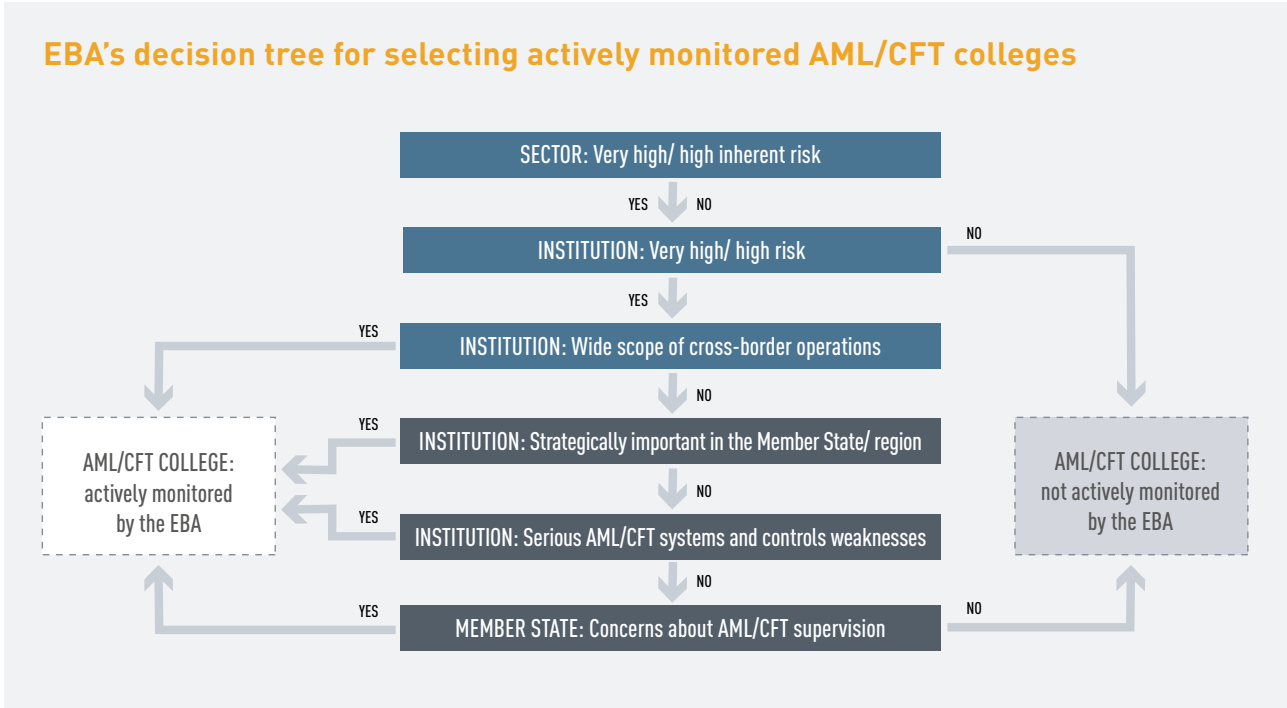 EBA's decision tree for selecting actively monitored AML/CFT colleges
SECTOR: Very high/ high inherent risk
YES NO
INSTITUTION: Very high/ high risk
NO
YES
INSTITUTION: Wide scope of cross-border operations
YES
NO
INSTITUTION: Strategically important in the Member State/ region
YES
NO
INSTITUTION: Serious AML/CFT systems and controls weaknesses
YES
NO
MEMBER STATE: Concerns about AML/CFT supervision
YES
NO
AML/CFT COLLEGE:
actively monitored
by the EBA
AML/CFT COLLEGE:
not actively monitored
by the EBA